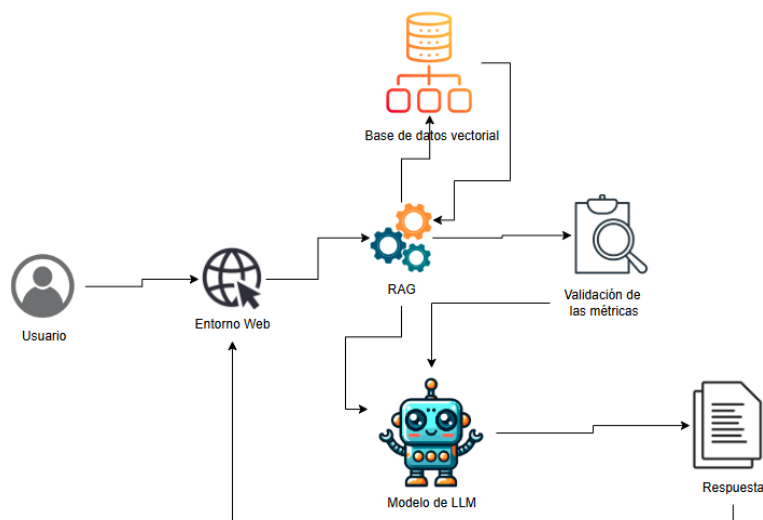 Base de datos vectorial
RAG
Validación de
las métricas
Entorno Web
Usuario
Modelo de LLM
Respuesta